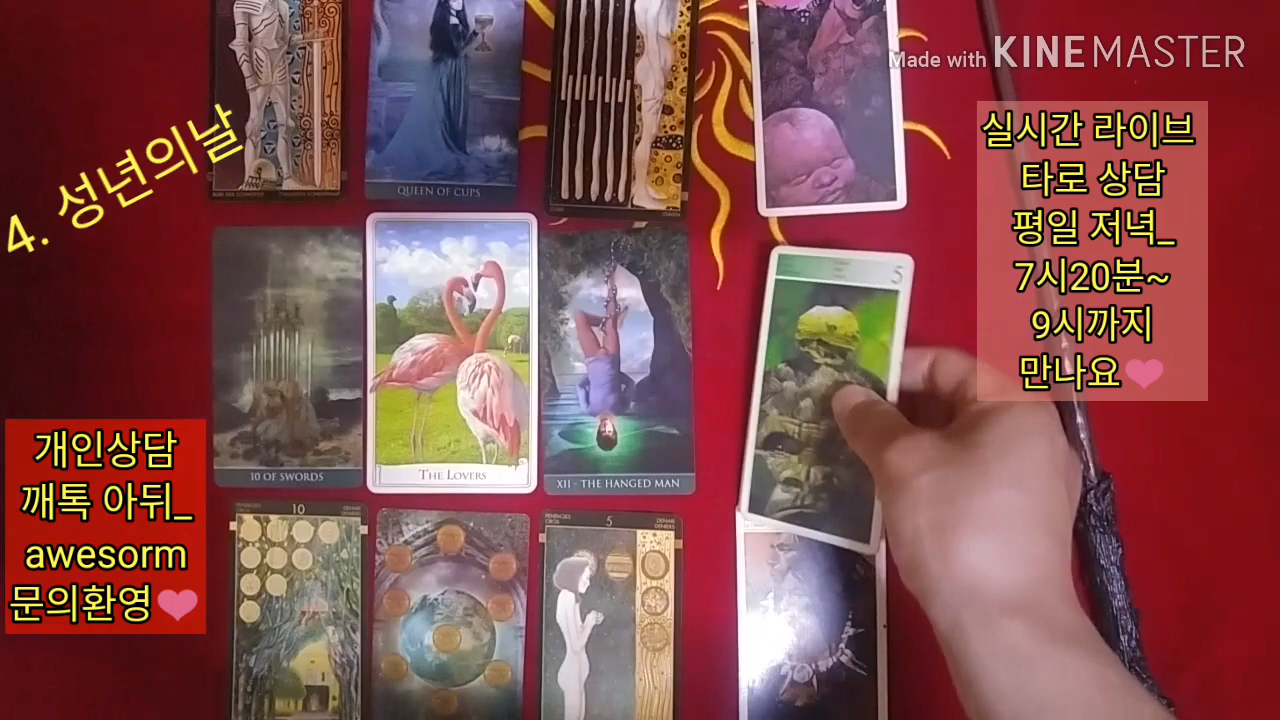 Made with KINEMASTER
4. 성년의날
실시간 라이브
타로 상담
평일 저녁_
7시20분~
9시까지
만나요❤
개인상담
깨톡 아뒤_
awesorm
문의환영❤
QUEEN OF CUPS
5
10 OF SWORDS
THE LOVERS
XII - THE HANGED MAN
10
5